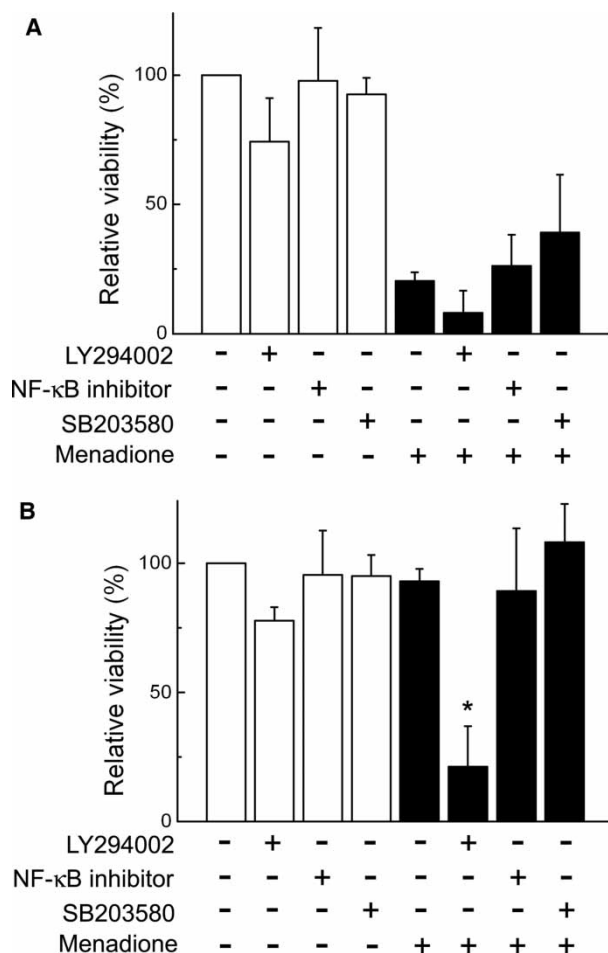 A
Relative viability (%)
100
50
0
LY294002 - + - - - + - -
NF-κB inhibitor - - + - - - + -
SB203580 - - - + - - - +
Menadione - - - - + + + +
B
Relative viability (%)
100
50
0
*
LY294002 - + - - - + - -
NF-κB inhibitor - - + - - - + -
SB203580 - - - + - - - +
Menadione - - - - + + + +